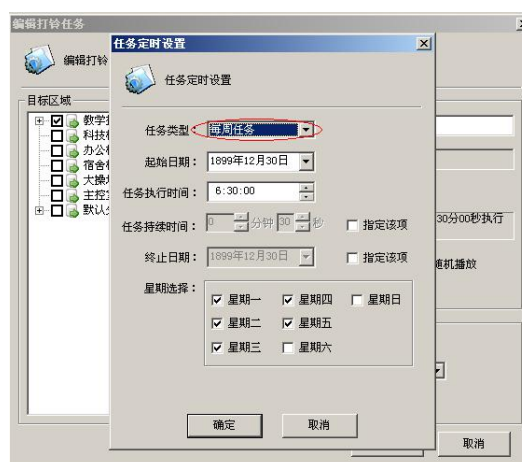 编辑打铃任务
任务定时设置
编辑打铃
任务定时设置
目标区域
教学
科技
办公
宿舍
大操
主控
默认
任务类型： 每周任务
起始日期： 1899年12月30日
任务执行时间： 6:30:00
任务持续时间： 0 分钟 30 秒 指定该项
30分00秒执行
终止日期： 1899年12月30日 指定该项
随机播放
星期选择：
星期一 星期四 星期日
星期二 星期五
星期三 星期六
确定 取消
取消